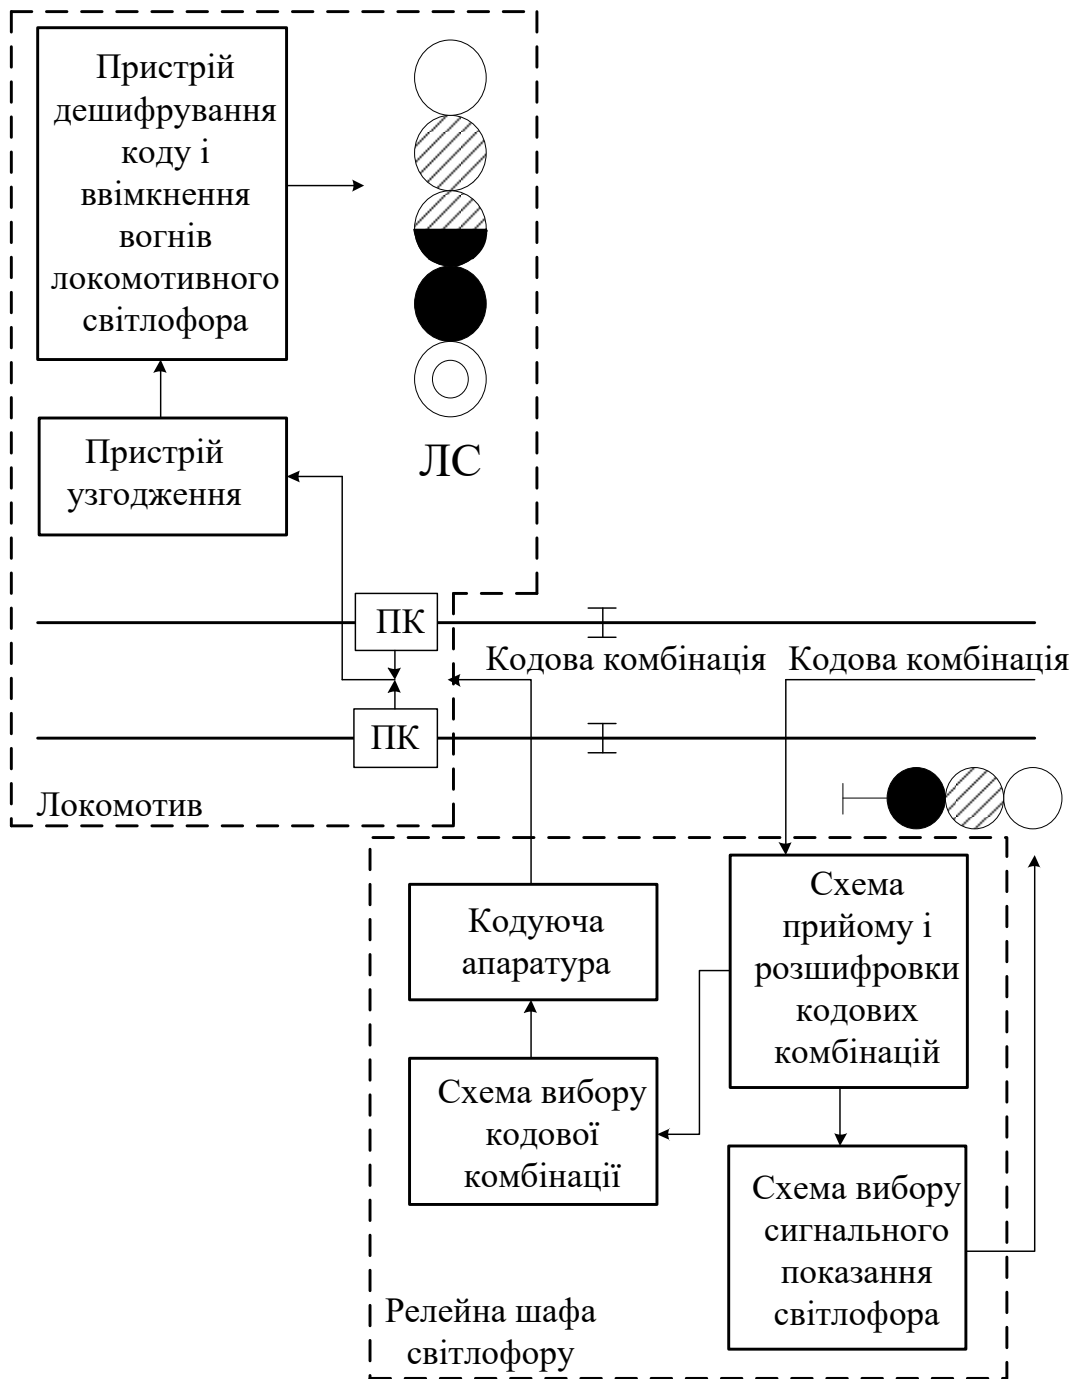 Пристрій
дешифрування
коду і
ввімкнення
вогнів
локомотивного
світлофора
Пристрій
узгодження
ЛС
ПК
Кодова комбінація
Кодова комбінація
ПК
Локомотив
Схема
прийому і
розшифровки
кодових
комбінацій
Кодуюча
апаратура
Схема вибору
кодової
комбінації
Схема вибору
сигнального
показання
світлофора
Релейна шафа
світлофору